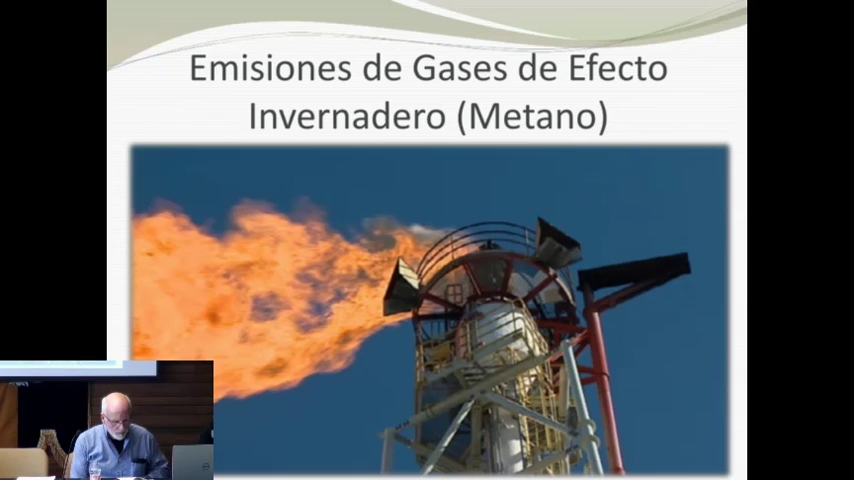 Emisiones de Gases de Efecto
Invernadero (Metano)